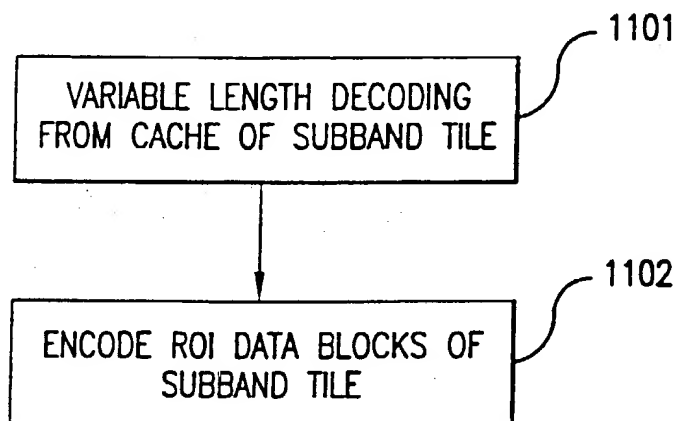 1101
VARIABLE LENGTH DECODING
FROM CACHE OF SUBBAND TILE
1102
ENCODE ROI DATA BLOCKS OF
SUBBAND TILE